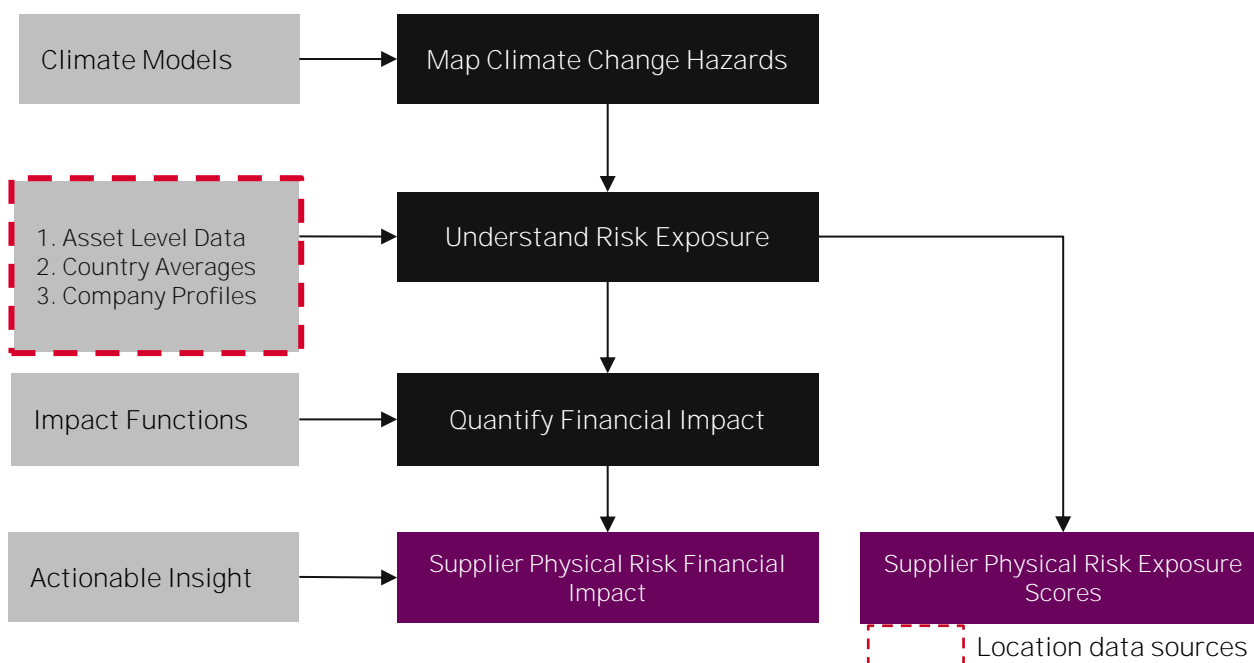 Climate Models
Map Climate Change Hazards
1. Asset Level Data
2. Country Averages
3. Company Profiles
Understand Risk Exposure
Impact Functions
Quantify Financial Impact
Actionable Insight
Supplier Physical Risk Financial
Impact
Supplier Physical Risk Exposure
Scores
Location data sources